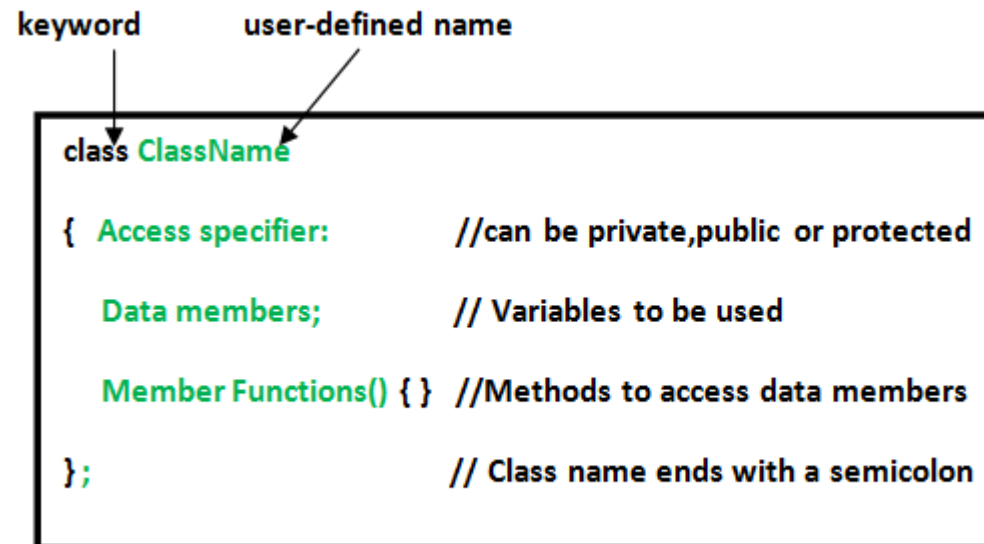 keyword user-defined name
class ClassName
{ Access specifier: //can be private,public or protected
Data members; // Variables to be used
Member Functions() { } //Methods to access data members
} ; // Class name ends with a semicolon